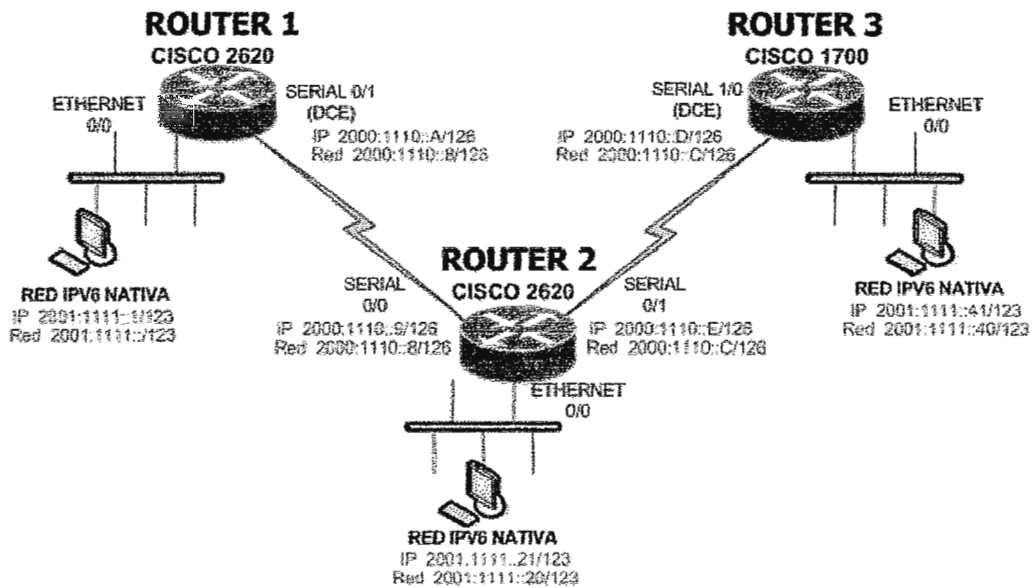 ROUTER 1
CISCO 2620
ETHERNET
0/0
SERIAL 0/1
(DCE)
IP 2000:1110::A/126
Red 2000:1110::8/126
RED IPV6 NATIVA
IP 2001:1111::1/123
Red 2001:1111::/123
ROUTER 3
CISCO 1700
SERIAL 1/0
(DCE)
IP 2000:1110::D/126
Red 2000:1110::C/126
ETHERNET
0/0
RED IPV6 NATIVA
IP 2001:1111::41/123
Red 2001:1111::40/123
ROUTER 2
CISCO 2620
SERIAL
0/0
IP 2000:1110::9/126
Red 2000:1110::8/126
SERIAL
0/1
IP 2000:1110::E/126
Red 2000:1110::C/126
ETHERNET
0/0
RED IPV6 NATIVA
IP 2001:1111::21/123
Red 2001:1111::20/123